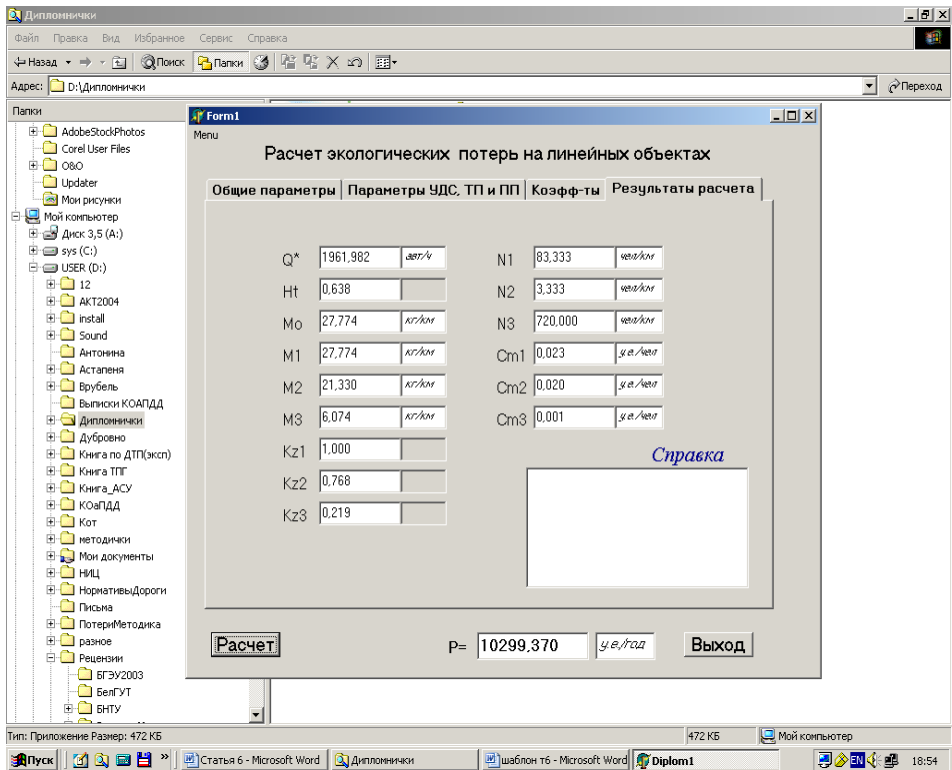 Дипломнички
Файл Правка Вид Избранное Сервис Справка
Назад Поиск Папки
Адрес: D:\Дипломнички Переход
Папки
AdobeStockPhotos
Corel User Files
O&O
Updater
Мои рисунки
Мой компьютер
Диск 3,5 (A:)
sys (C:)
USER (D:)
12
АКТ2004
install
Sound
Антонина
Астапеня
Врубель
Выписки КОАПДД
Дипломнички
Дубровно
Книга по ДТП(эксп)
Книга ТПГ
Книга_АСУ
КОаПДД
Кот
методички
Мои документы
НИЦ
НормативыДороги
Письма
ПотериМетодика
разное
Рецензии
БГЭУ2003
БелГУТ
БНТУ
Form1
Menu
Расчет экологических потерь на линейных объектах
Общие параметры Параметры УДС, ТП и ПП Коэфф-ты Результаты расчета
Q* 1961,982 авт/ч
Ht 0,638
Mo 27,774 кг/км
M1 27,774 кг/км
M2 21,330 кг/км
M3 6,074 кг/км
Kz1 1,000
Kz2 0,768
Kz3 0,219
N1 83,333 чел/км
N2 3,333 чел/км
N3 720,000 чел/км
Cm1 0,023 у.е./чел
Cm2 0,020 у.е./чел
Cm3 0,001 у.е./чел
Справка
Расчет P= 10299,370 у.е./год Выход
Тип: Приложение Размер: 472 КБ 472 КБ Мой компьютер
Пуск » Статья 6 - Microsoft Word Дипломнички шаблон т6 - Microsoft Word Diplom1 EN 18:54